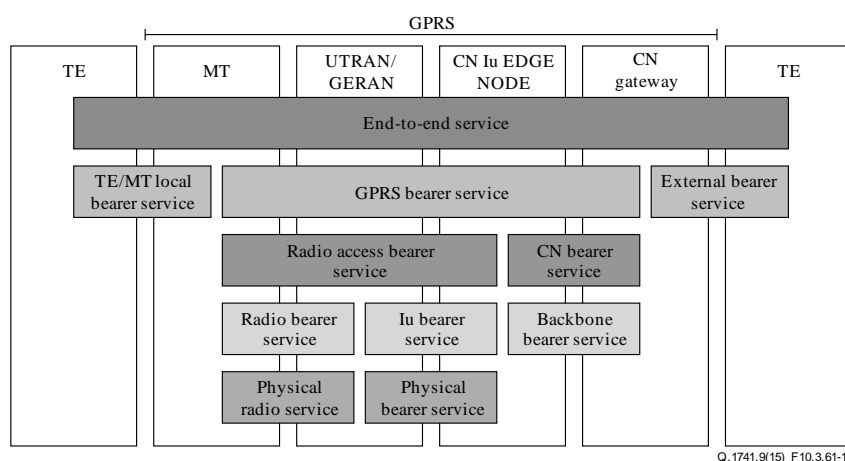 GPRS
TE
MT
UTRAN/
GERAN
CN Iu EDGE
NODE
CN
gateway
TE
End-to-end service
TE/MT local
bearer service
GPRS bearer service
External bearer
service
Radio access bearer
service
CN bearer
service
Radio bearer
service
Iu bearer
service
Backbone
bearer service
Physical
radio service
Physical
bearer service
Q.1741.9(15)_F10.3.61-1